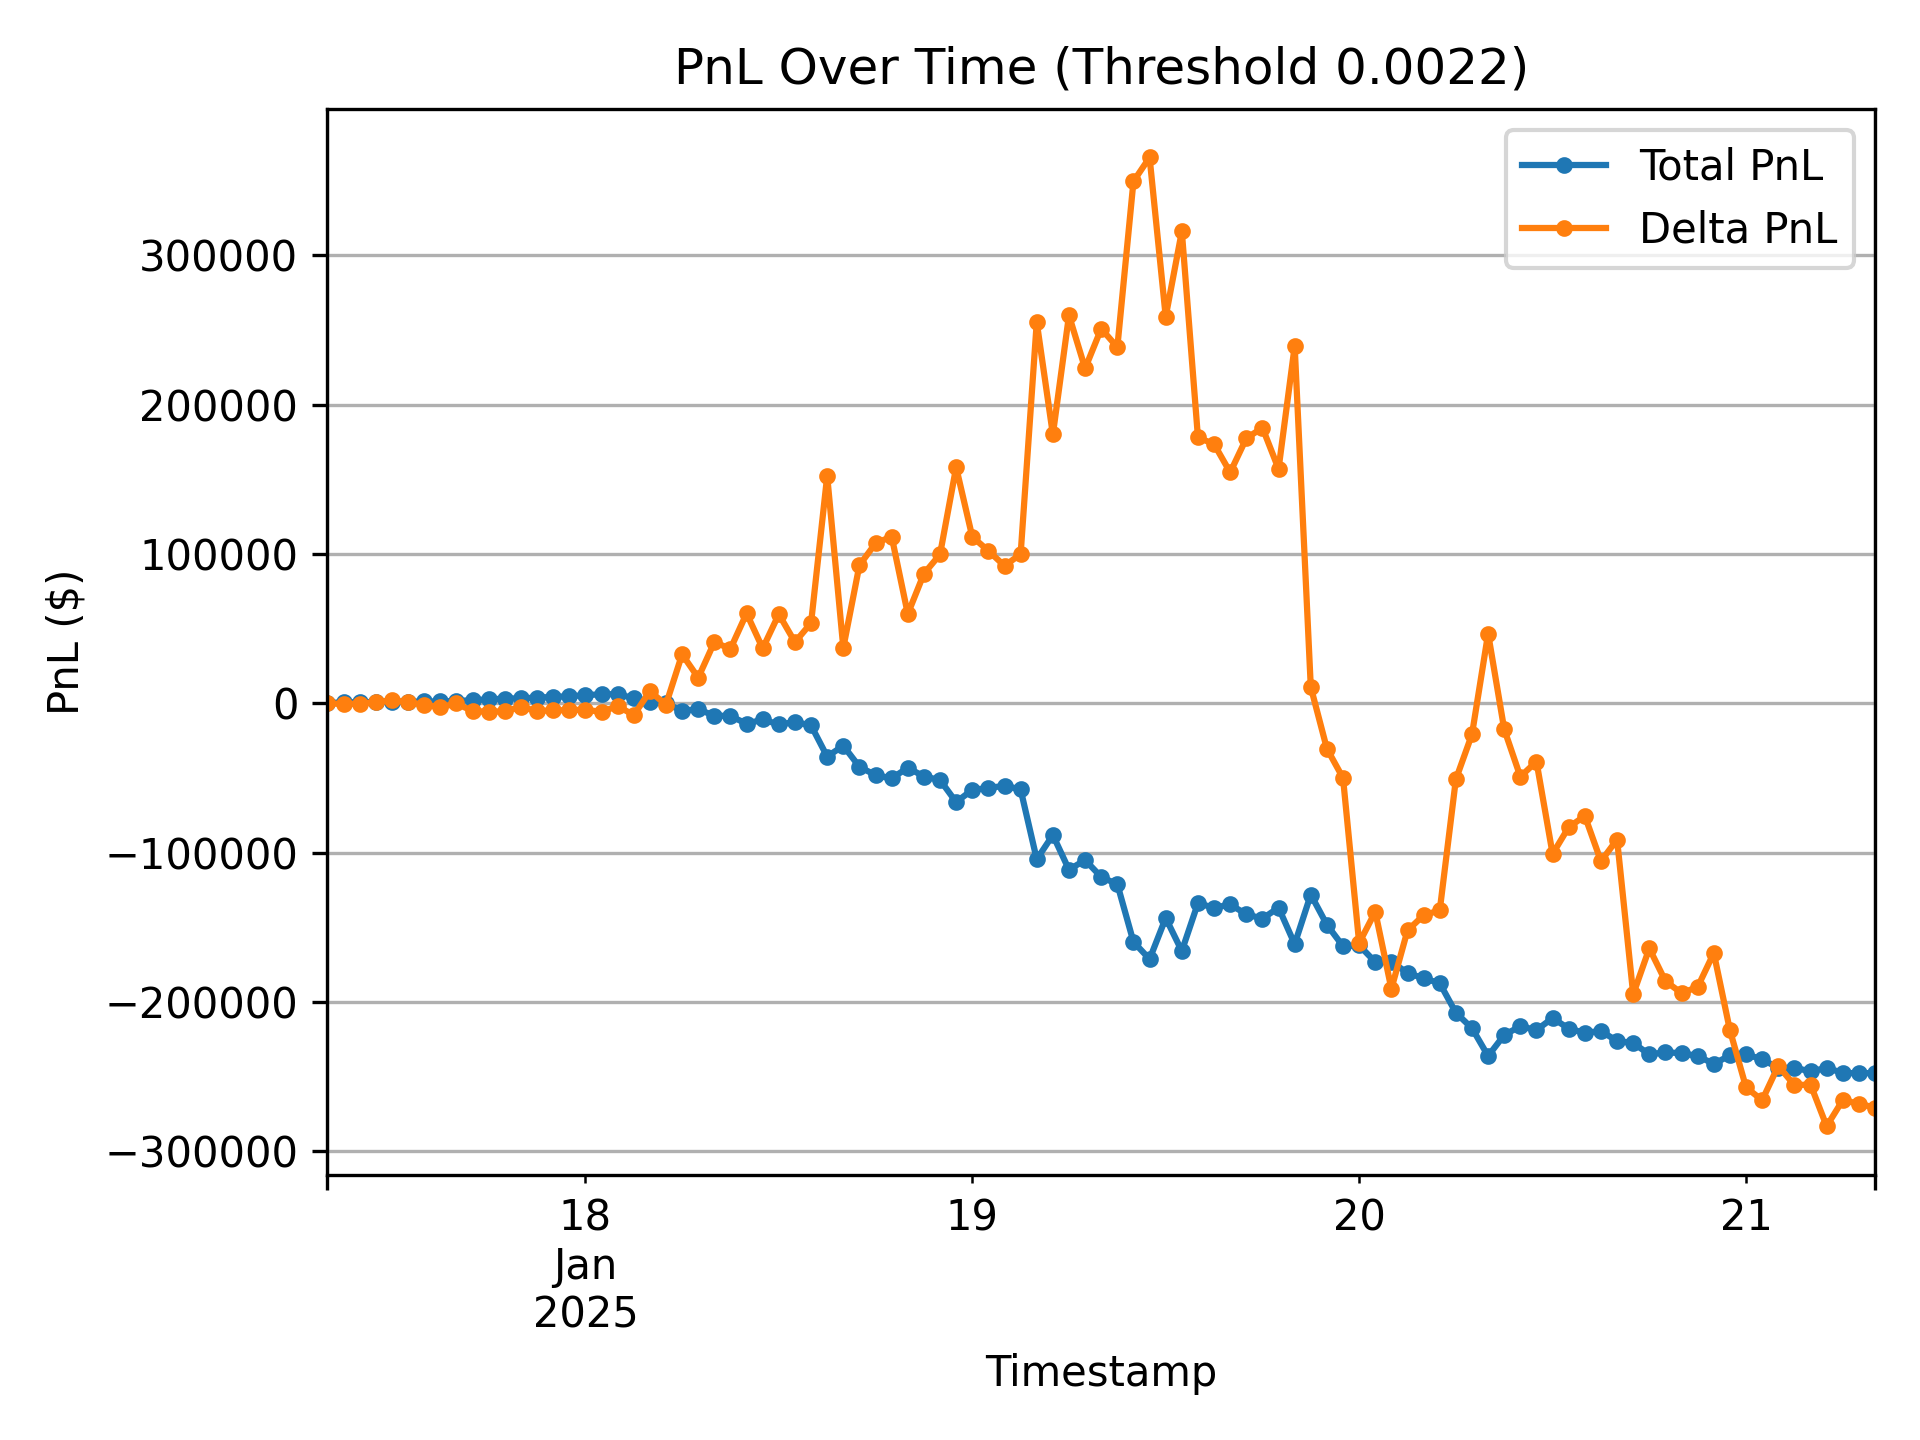 PnL Over Time (Threshold 0.0022)
Total PnL
Delta PnL
300000
200000
100000
0
−100000
−200000
−300000
PnL ($)
18
19
20
21
Jan
2025
Timestamp